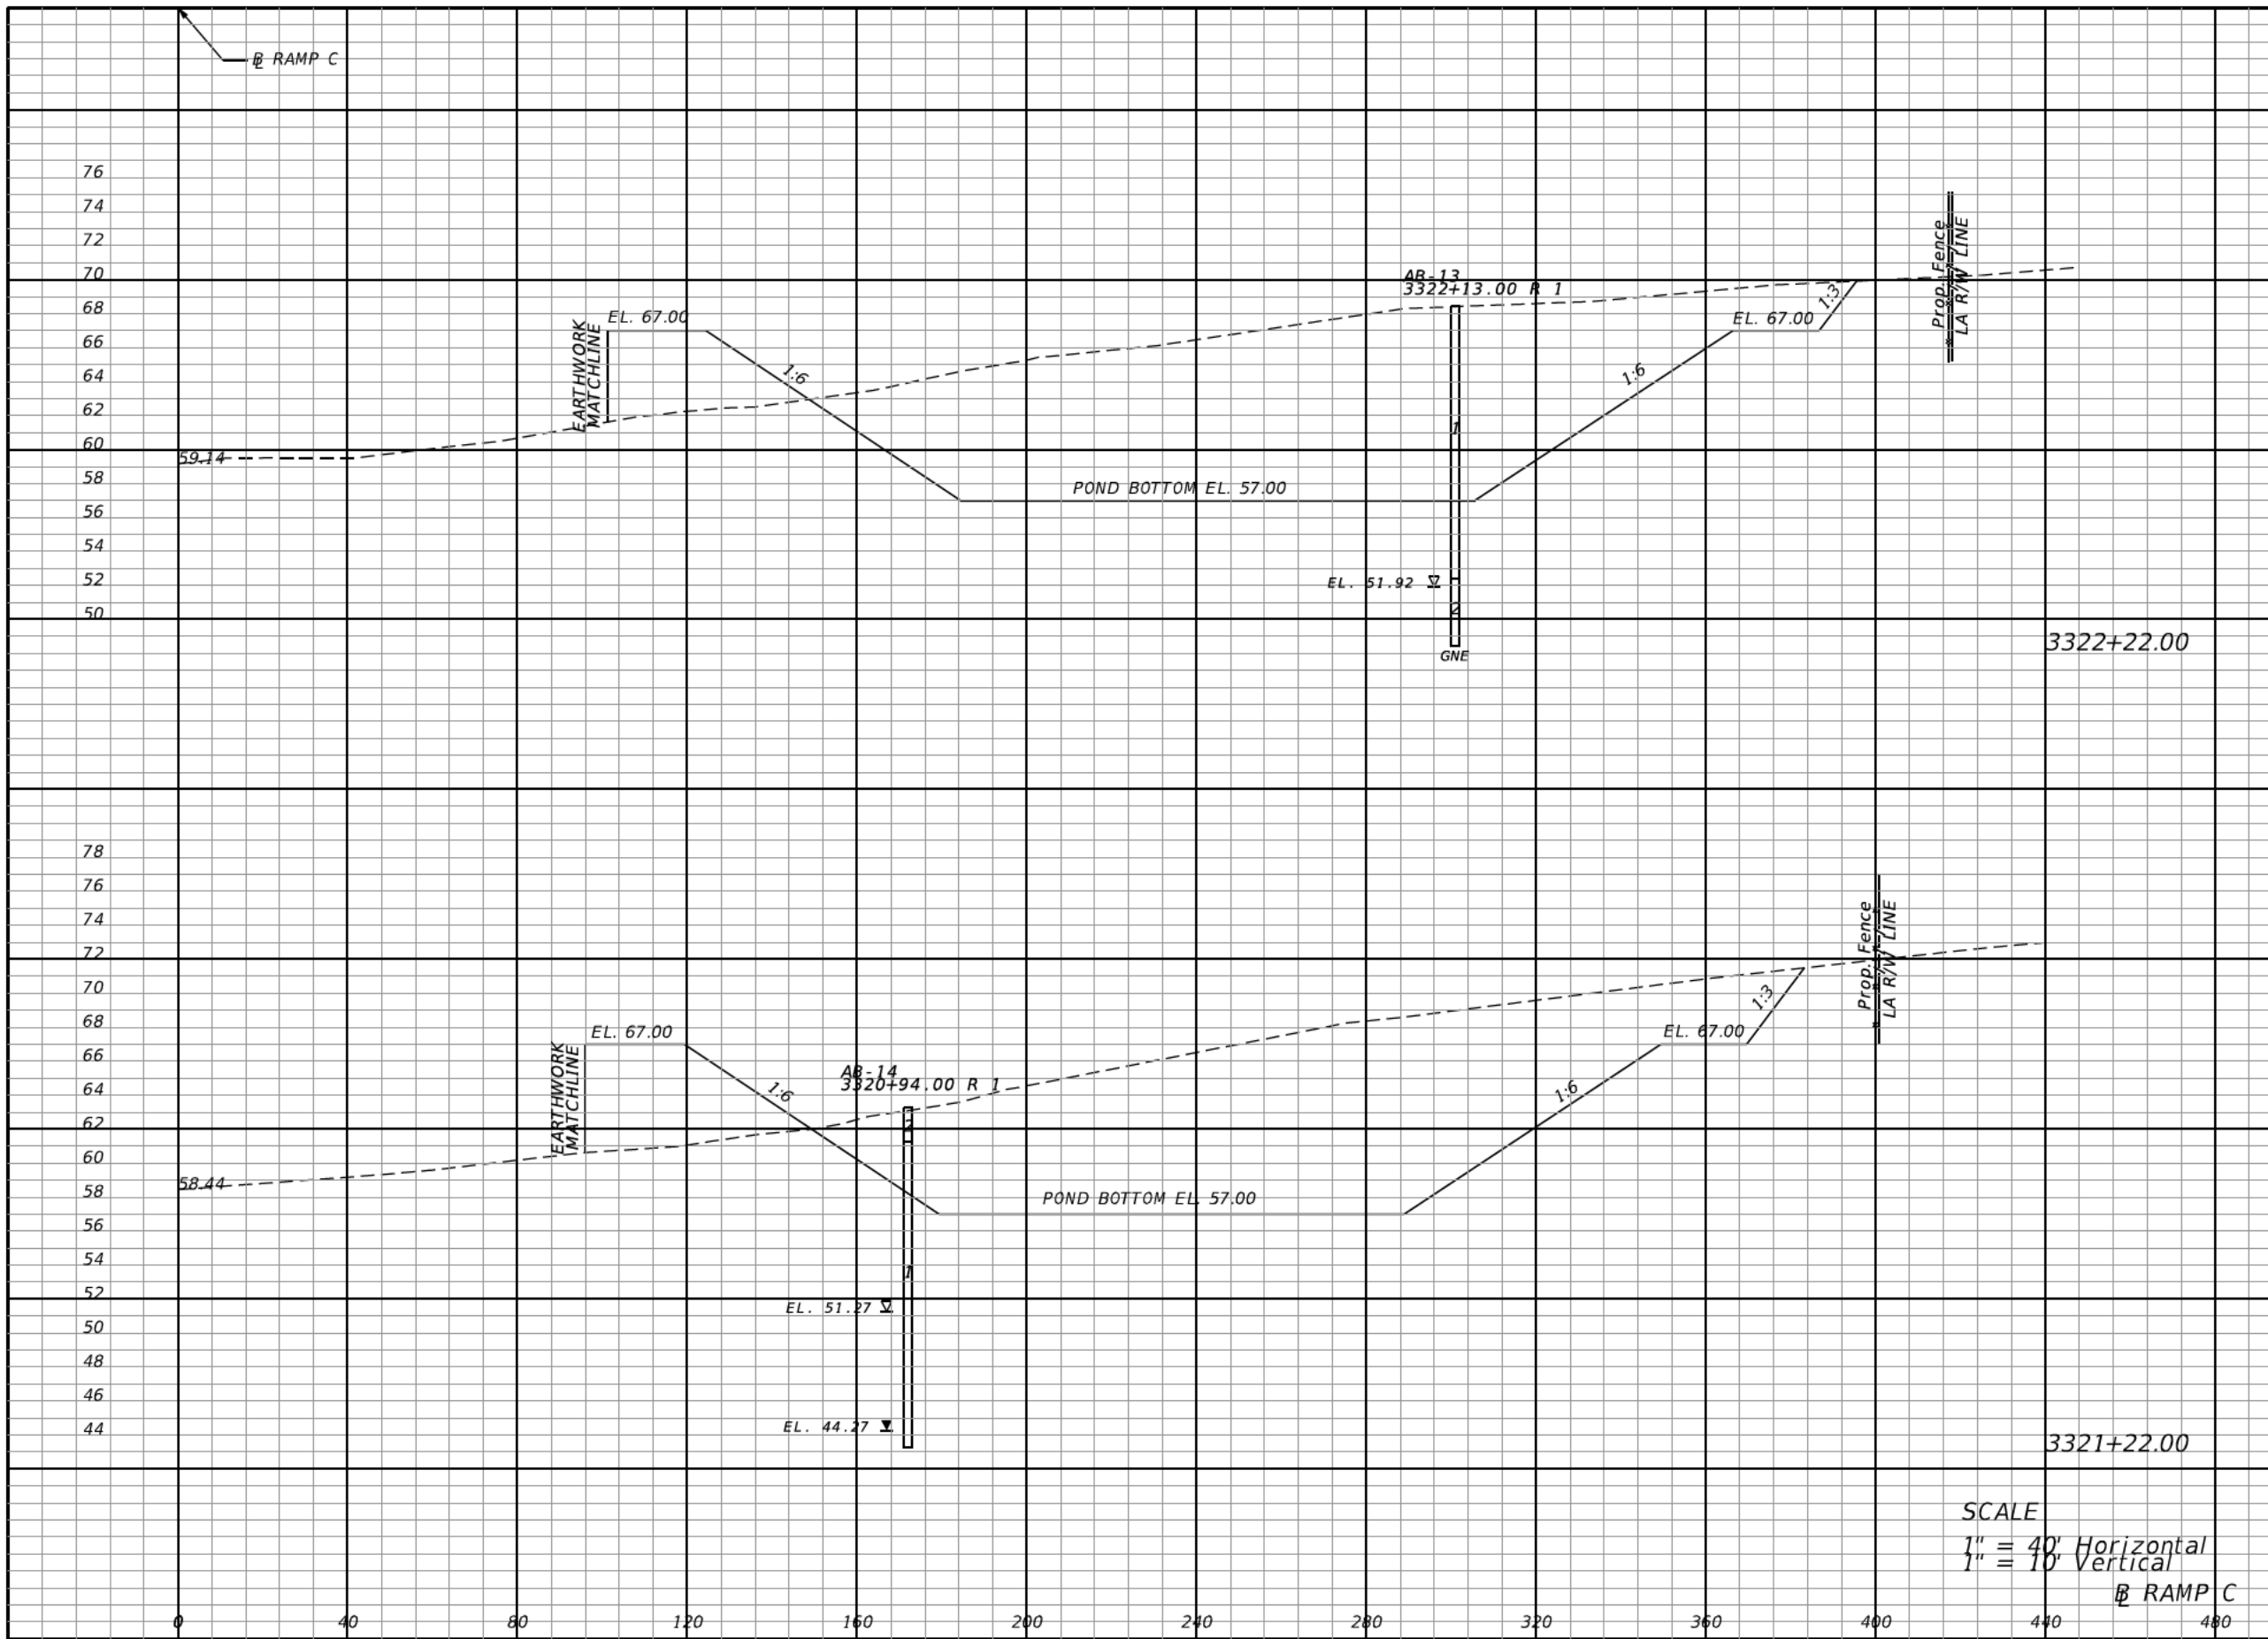 ℄ RAMP C
76
74
72
70
68
66
64
62
60
58
56
54
52
50
59.14
EARTHWORK
MATCHLINE
EL. 67.00
1:6
POND BOTTOM EL. 57.00
AB-13
3322+13.00 R 1
1
EL. 51.92
2
GNE
1:6
EL. 67.00
1:3
Prop. Fence
LA R/W LINE
3322+22.00
78
76
74
72
70
68
66
64
62
60
58
56
54
52
50
48
46
44
58.44
EARTHWORK
MATCHLINE
EL. 67.00
1:6
AB-14
3320+94.00 R 1
2
1
EL. 51.27
EL. 44.27
POND BOTTOM EL. 57.00
1:6
EL. 67.00
1:3
Prop. Fence
LA R/W LINE
3321+22.00
SCALE
1" = 40' Horizontal
1" = 10' Vertical
℄ RAMP C
0 40 80 120 160 200 240 280 320 360 400 440 480